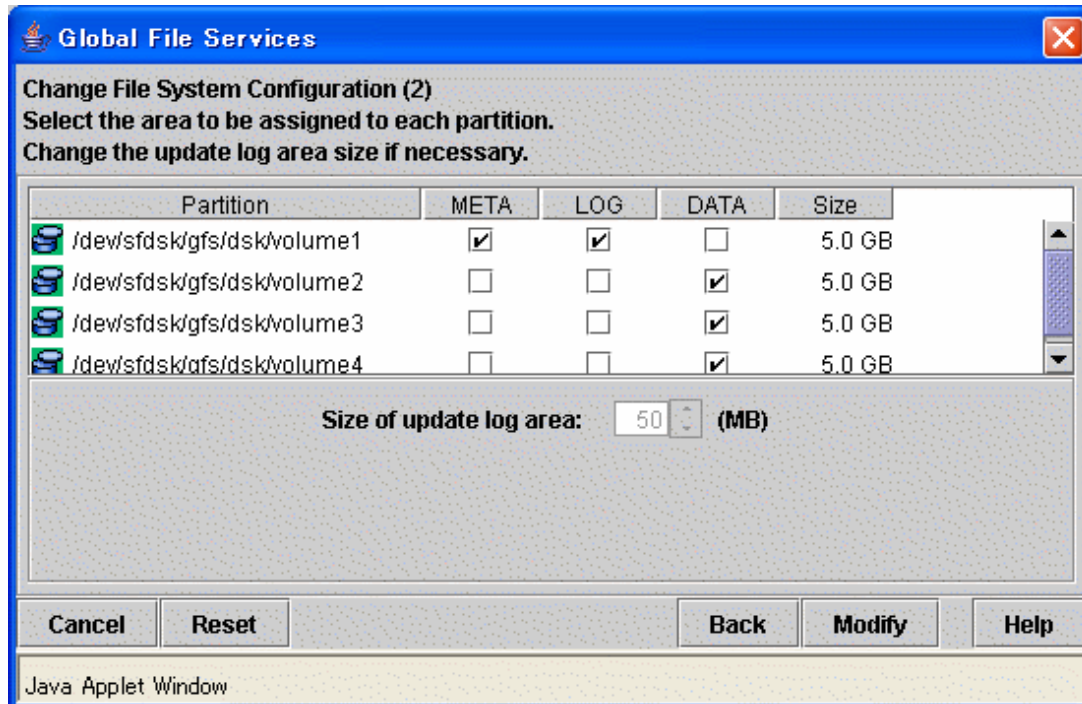 Global File Services
Change File System Configuration (2)
Select the area to be assigned to each partition.
Change the update log area size if necessary.
Partition META LOG DATA Size
/dev/sfdsk/gfs/dsk/volume1 5.0 GB
/dev/sfdsk/gfs/dsk/volume2 5.0 GB
/dev/sfdsk/gfs/dsk/volume3 5.0 GB
/dev/sfdsk/gfs/dsk/volume4 5.0 GB
Size of update log area: 50 (MB)
Cancel Reset Back Modify Help
Java Applet Window